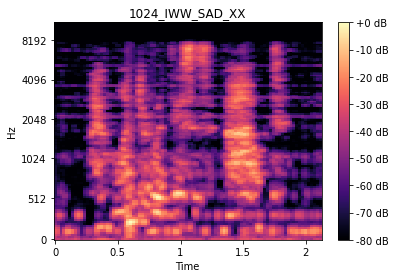 1024_IWW_SAD_XX
8192
4096
2048
1024
512
0
Hz
0
0.5
1
1.5
2
Time
+0 dB
-10 dB
-20 dB
-30 dB
-40 dB
-50 dB
-60 dB
-70 dB
-80 dB